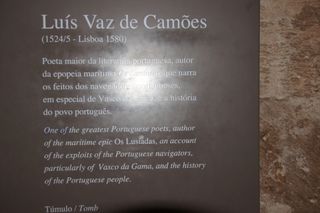 Luís Vaz de Camões
(1524/5 - Lisboa 1580)
Poeta maior da literatura portuguesa, autor
da epopeia marítima que narra
os feitos dos
em especial de Vasco história
do povo português.
One of the greatest Portuguese poets, author
of the maritime epic Os Lusíadas, an account
of the exploits of the Portuguese navigators,
particularly of Vasco da Gama, and the history
of the Portuguese people.
Túmulo / Tomb